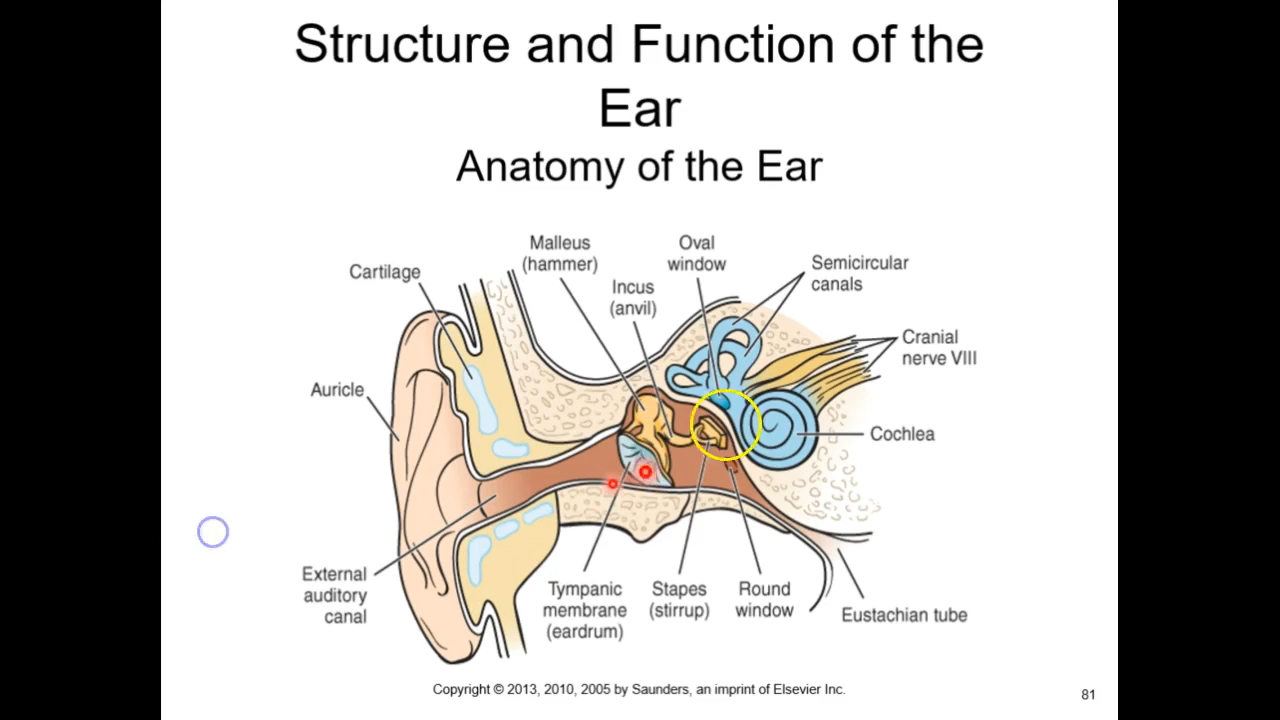 Structure and Function of the
Ear
Anatomy of the Ear
Malleus
(hammer)
Oval
window
Cartilage
Incus
(anvil)
Semicircular
canals
Cranial
nerve VIII
Auricle
Cochlea
External
auditory
canal
Tympanic
membrane
(eardrum)
Stapes
(stirrup)
Round
window
Eustachian tube
Copyright © 2013, 2010, 2005 by Saunders, an imprint of Elsevier Inc.
81